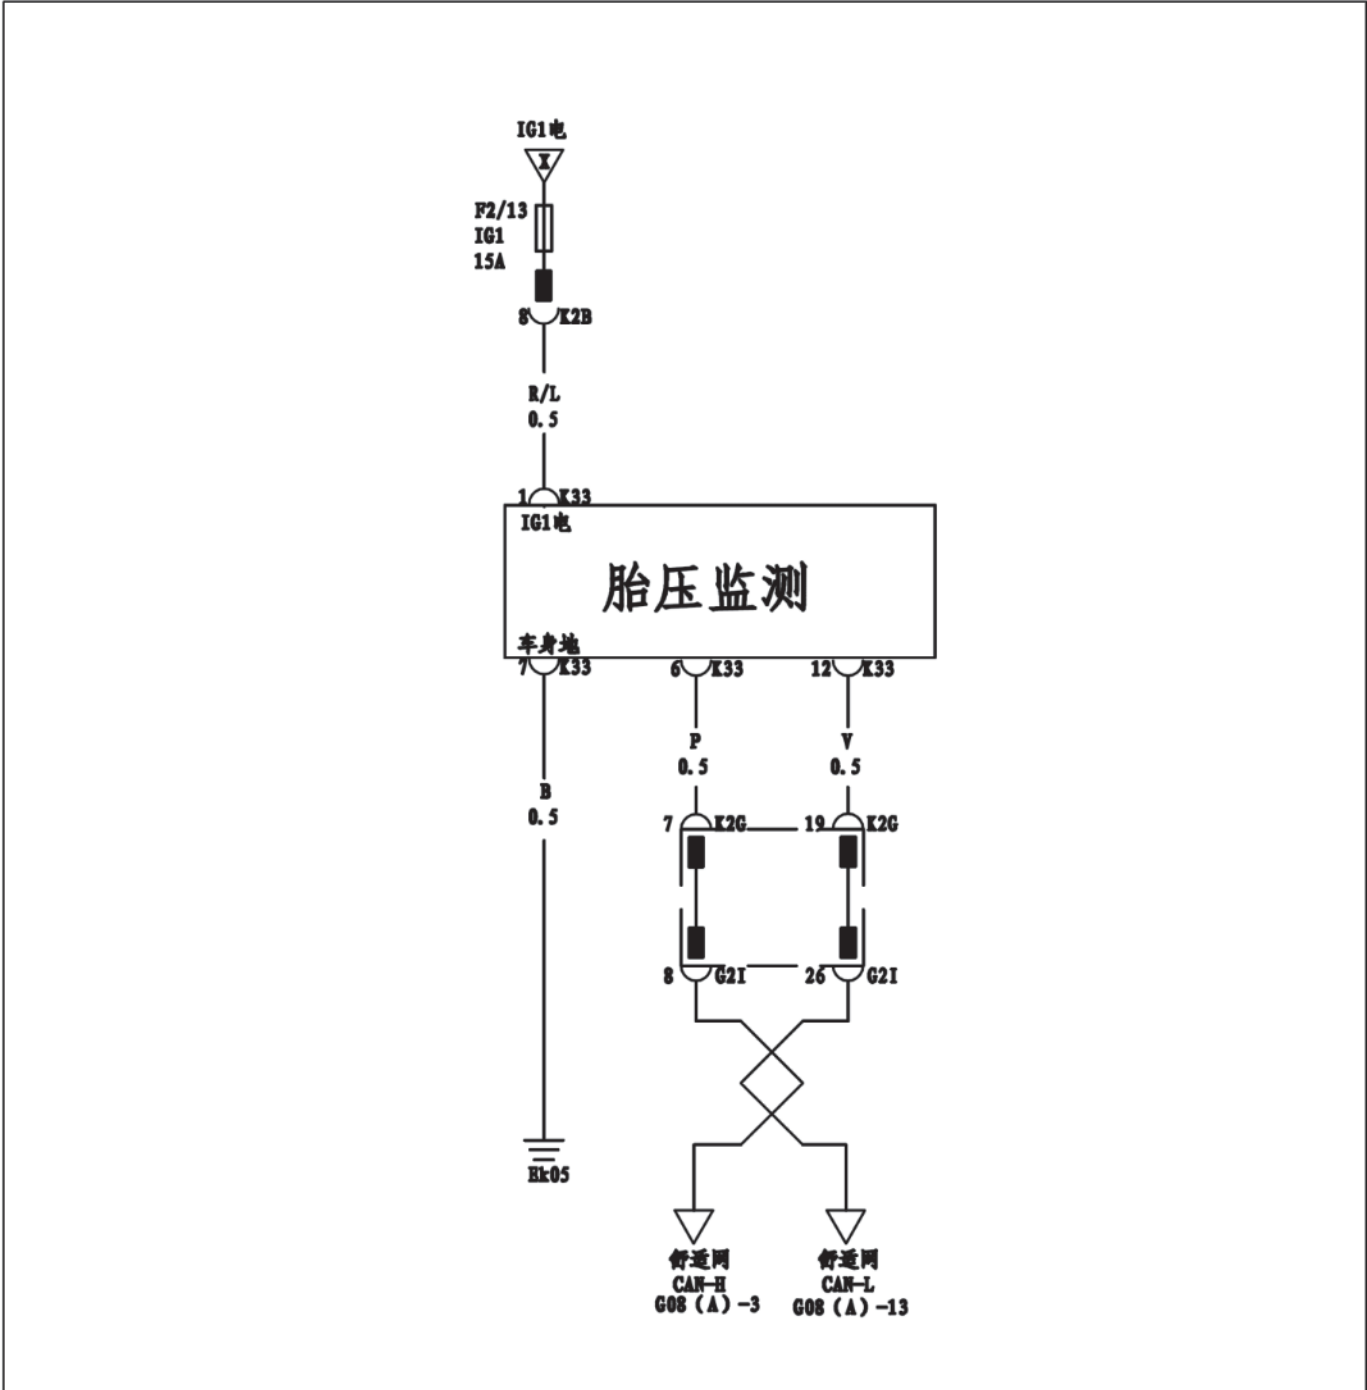 IG1电
X
F2/13
IG1
15A
8 K2B
R/L
0.5
1 K33
IG1电
胎压监测
车身地
7 K33 6 K33 12 K33
P V
0.5 0.5
B
0.5
7 K2G 19 K2G
8 G2I 26 G2I
Ek05
舒适网 舒适网
CAN-H CAN-L
G08(A)-3 G08(A)-13